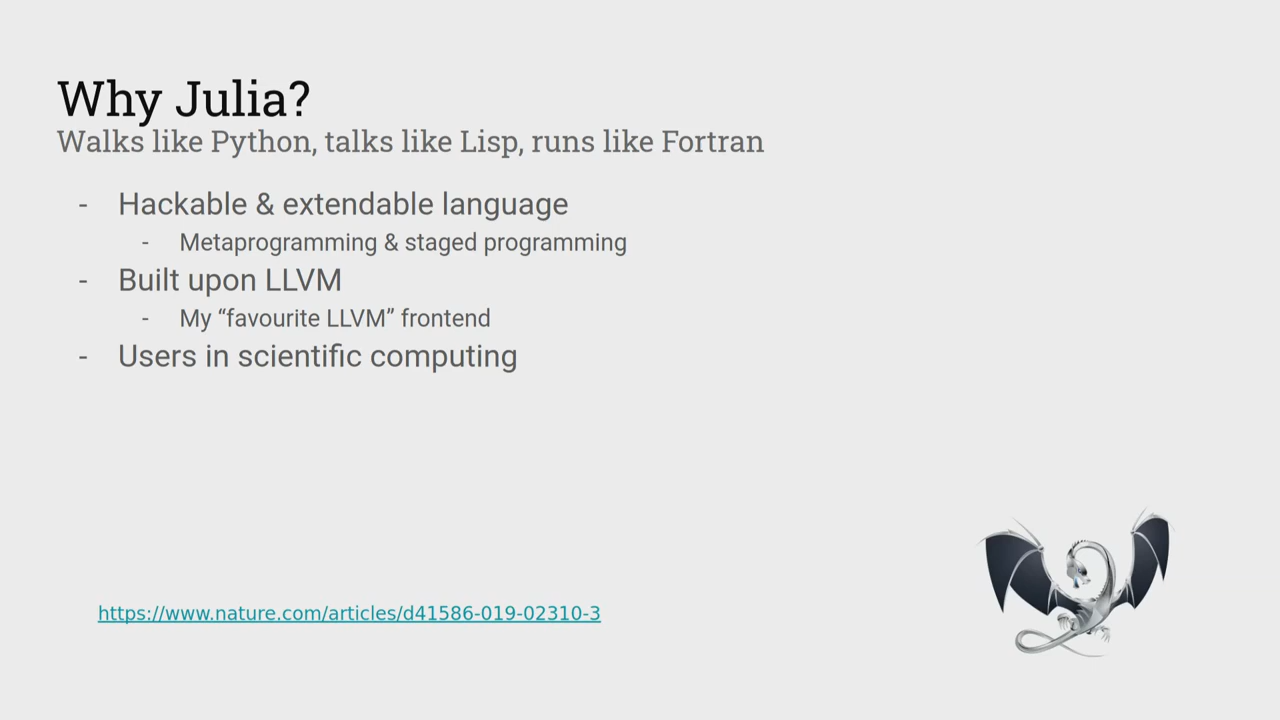 Why Julia?
Walks like Python, talks like Lisp, runs like Fortran
- Hackable & extendable language
- Metaprogramming & staged programming
- Built upon LLVM
- My “favourite LLVM” frontend
- Users in scientific computing
https://www.nature.com/articles/d41586-019-02310-3